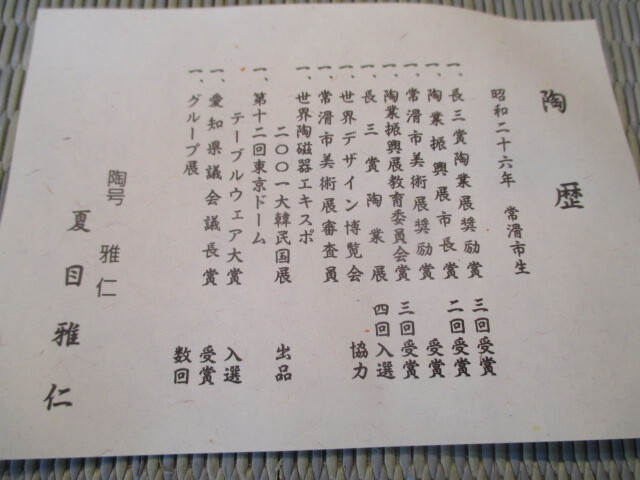 陶歴
昭和二十六年 常滑市生
一、長三賞陶業展奨励賞 三回受賞
一、陶業振興展市長賞 二回受賞
一、常滑市美術展奨励賞 受賞
一、陶業振興展教育委員会賞 三回受賞
一、長三賞陶業展 四回入選
一、世界デザイン博覧会 協力
一、常滑市美術展審査員
一、世界陶磁器エキスポ
二〇〇一大韓民国展 出品
一、第十二回東京ドーム
テーブルウェア大賞 入選
一、愛知県議会議長賞 受賞
一、グループ展 数回
陶号 雅仁
夏目雅仁